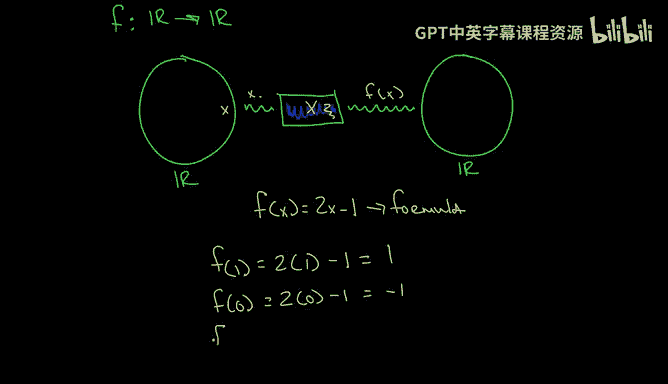 f: ℝ → ℝ
GPT中英字幕课程资源 bilibili
x. f(x)
x
ℝ ℝ
f(x) = 2x-1 → formula
f(1) = 2(1) - 1 = 1
f(0) = 2(0) - 1 = -1